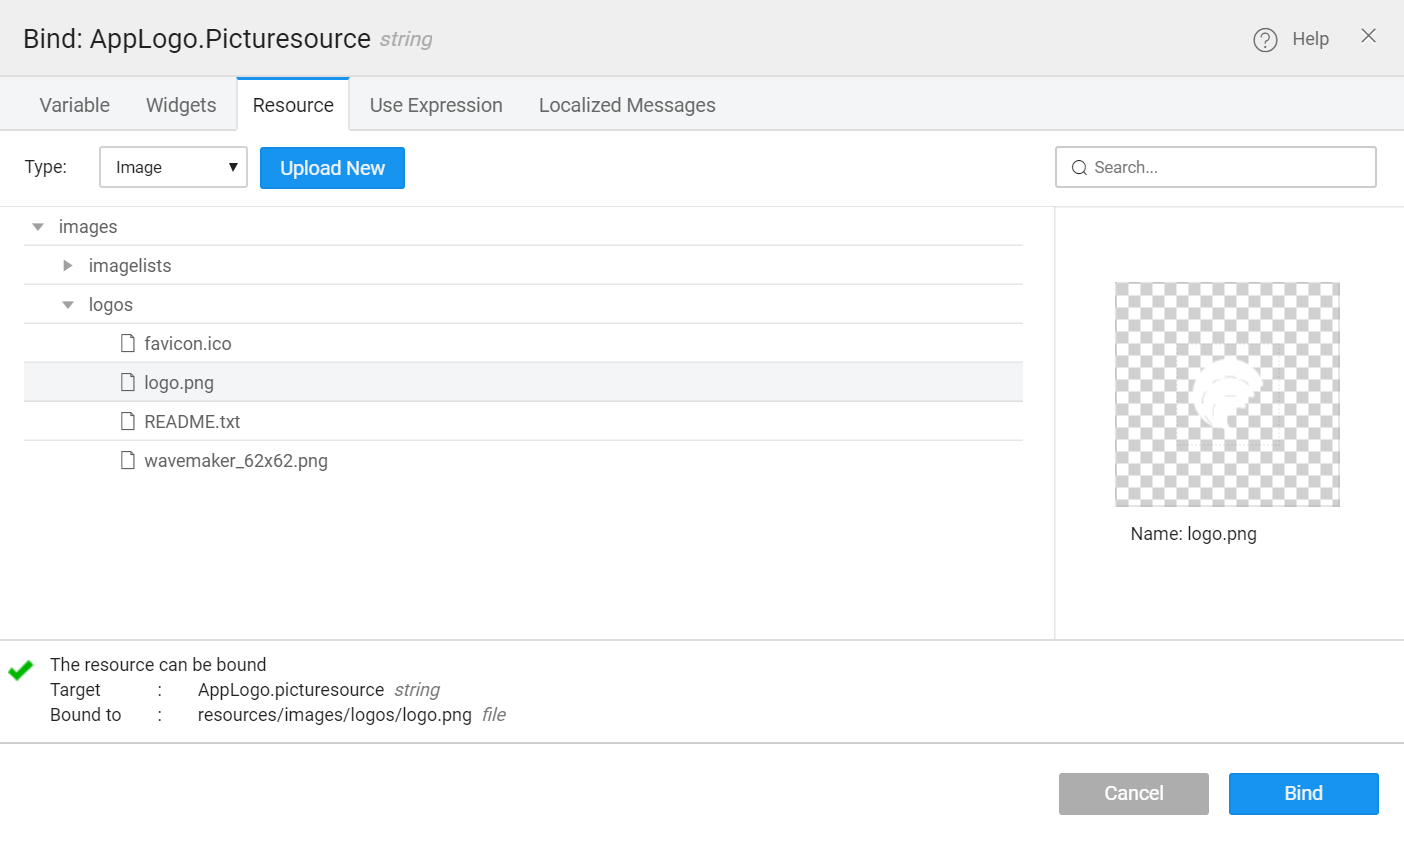 Bind: AppLogo.Picturesource string
Help
Variable Widgets Resource Use Expression Localized Messages
Type: Image Upload New Search...
images
imagelists
logos
favicon.ico
logo.png
README.txt
wavemaker_62x62.png
Name: logo.png
The resource can be bound
Target : AppLogo.picturesource string
Bound to : resources/images/logos/logo.png file
Cancel Bind